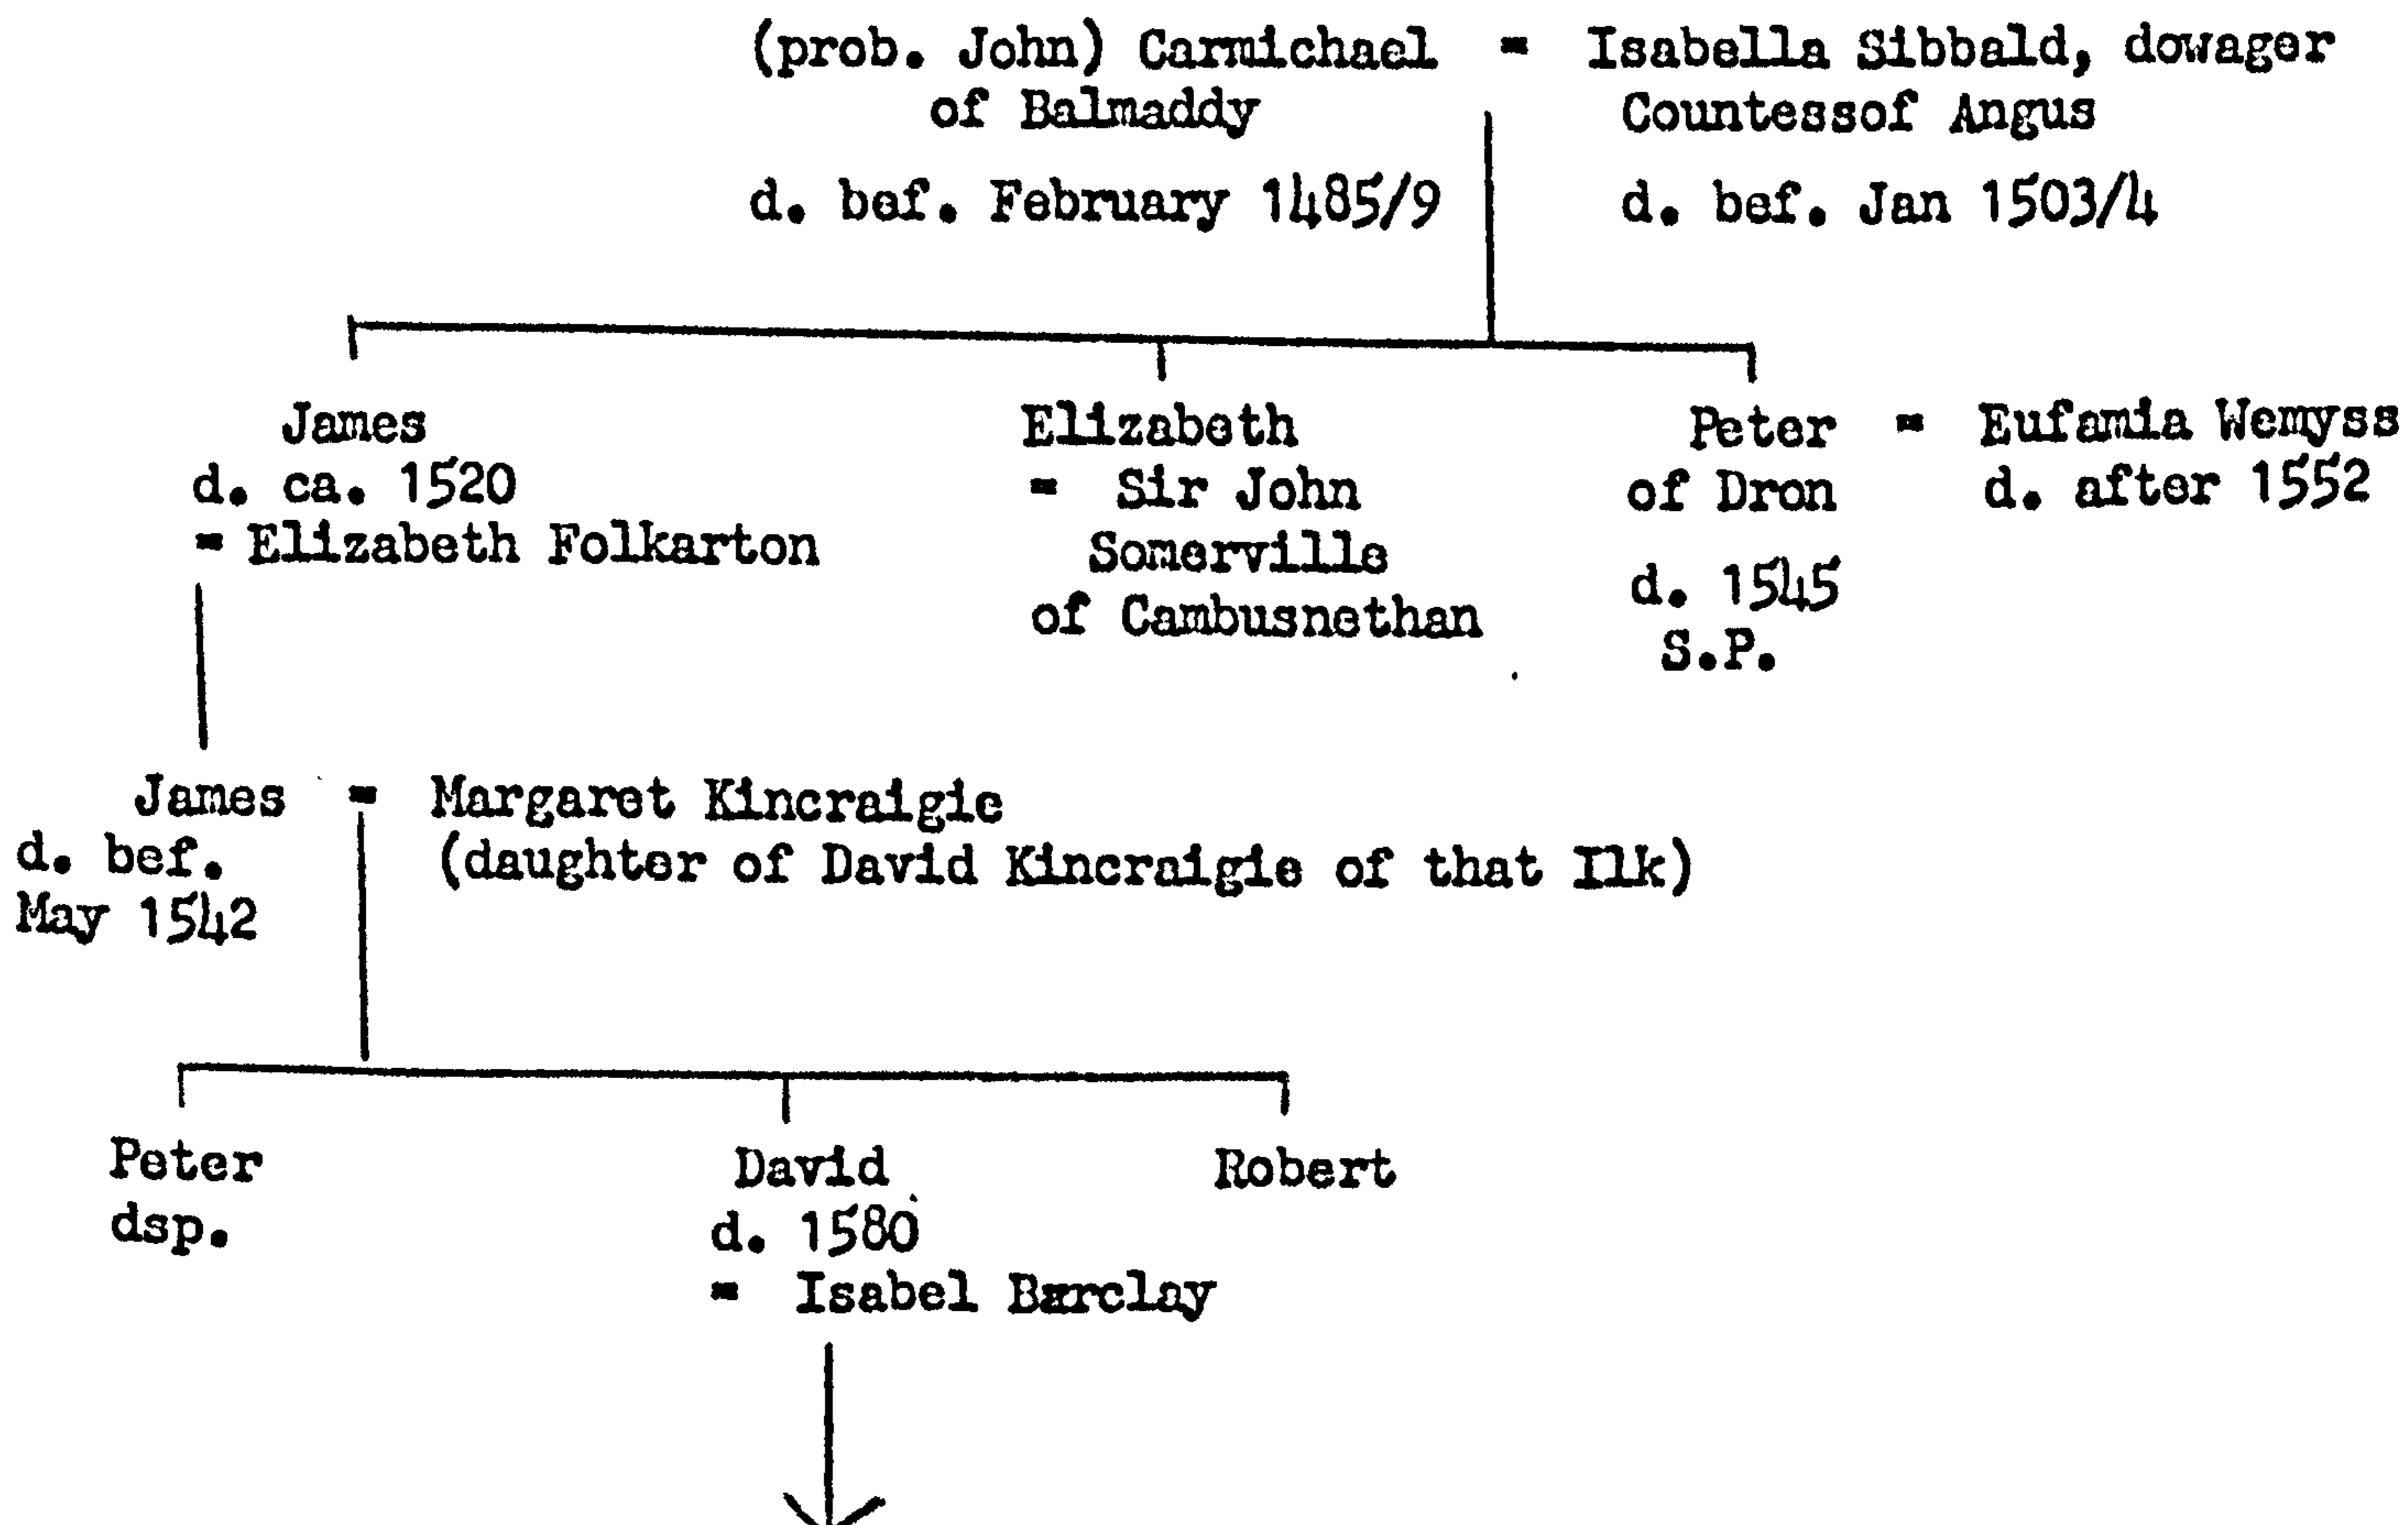 (prob. John) Carmichael = Isabella Sibbald, dowager
of Balmaddy Countessof Angus
d. bef. February 1485/9 d. bef. Jan 1503/4
James Elizabeth Peter = Eufamia Wemyss
d. ca. 1520 = Sir John of Dron d. after 1552
= Elizabeth Folkarton Somerville d. 1545
of Cambusnethan S.P.
James = Margaret Kincraigie
d. bef. (daughter of David Kincraigie of that Ilk)
May 1542
Peter David Robert
dsp. d. 1580
= Isabel Barclay